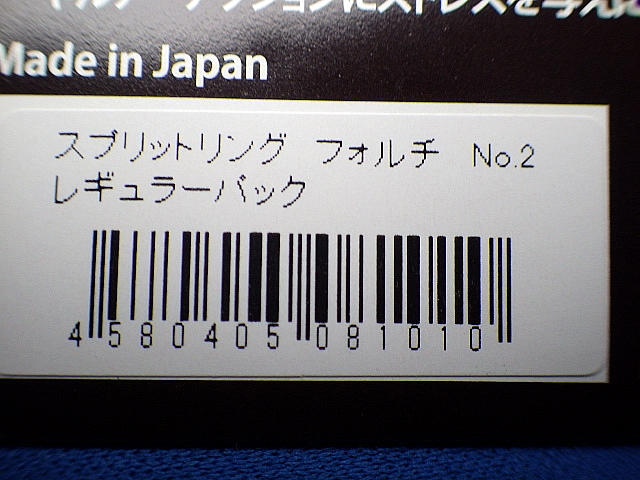 Made in Japan
スプリットリング フォルチ No.2
レギュラーパック
4 580405 081010